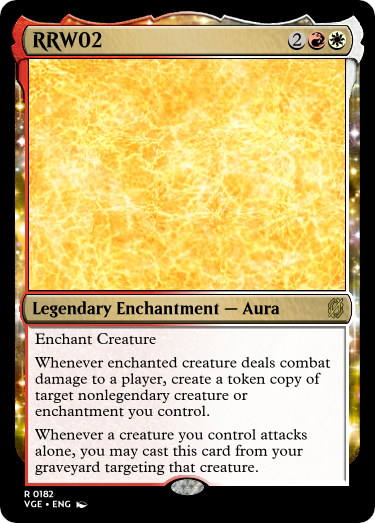 RRW02
2
Legendary Enchantment — Aura
Enchant Creature
Whenever enchanted creature deals combat
damage to a player, create a token copy of
target nonlegendary creature or
enchantment you control.
Whenever a creature you control attacks
alone, you may cast this card from your
graveyard targeting that creature.
R 0182
VGE • ENG